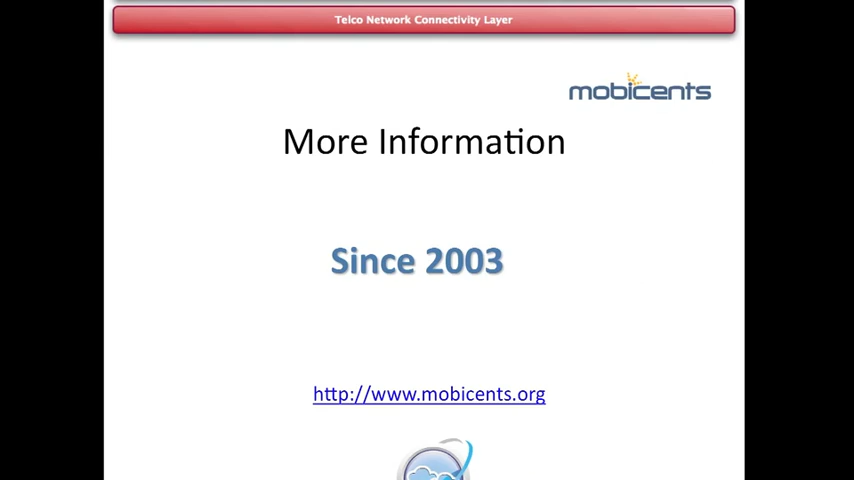 Telco Network Connectivity Layer
mobicents
More Information
Since 2003
http://www.mobicents.org